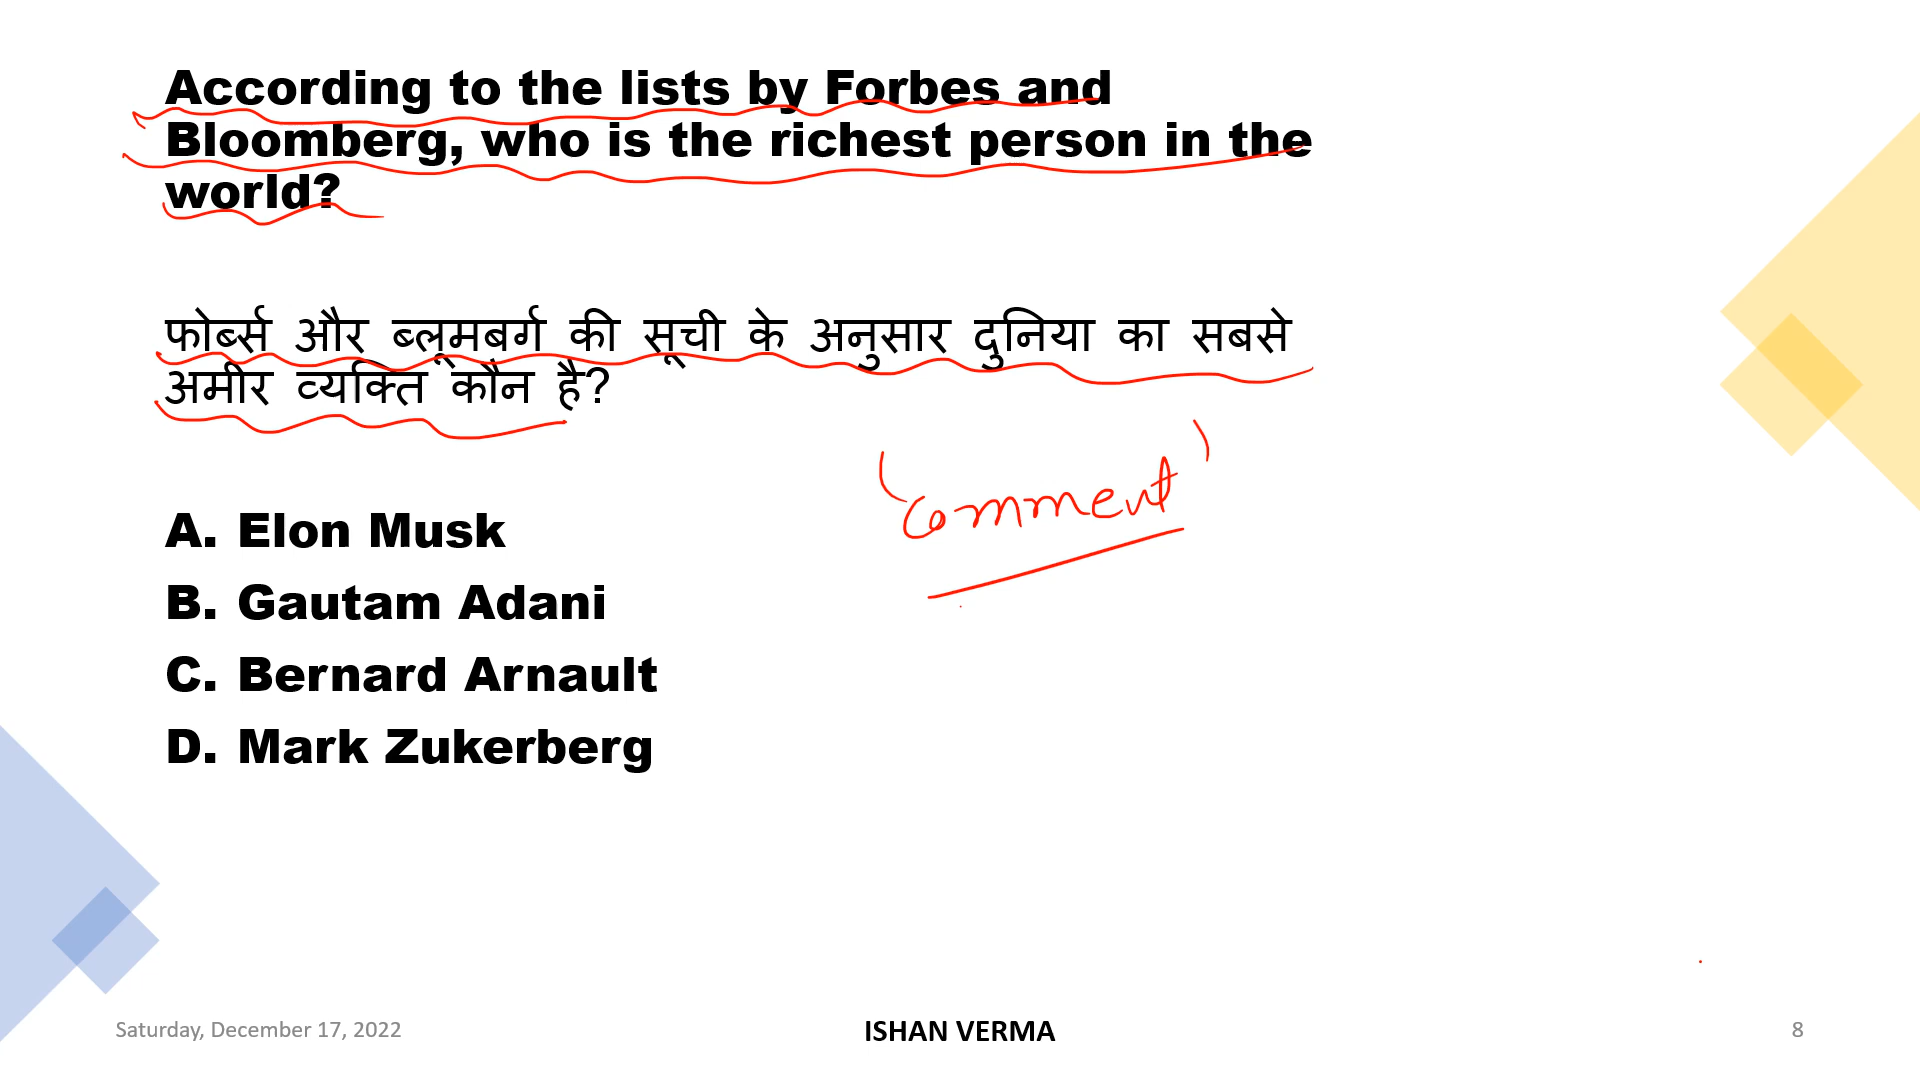 According to the lists by Forbes and
Bloomberg, who is the richest person in the
world?
फोर्ब्स और ब्लूमबर्ग की सूची के अनुसार दुनिया का सबसे
अमीर व्यक्ति कौन है?
Comment
A. Elon Musk
B. Gautam Adani
C. Bernard Arnault
D. Mark Zukerberg
Saturday, December 17, 2022
ISHAN VERMA
8